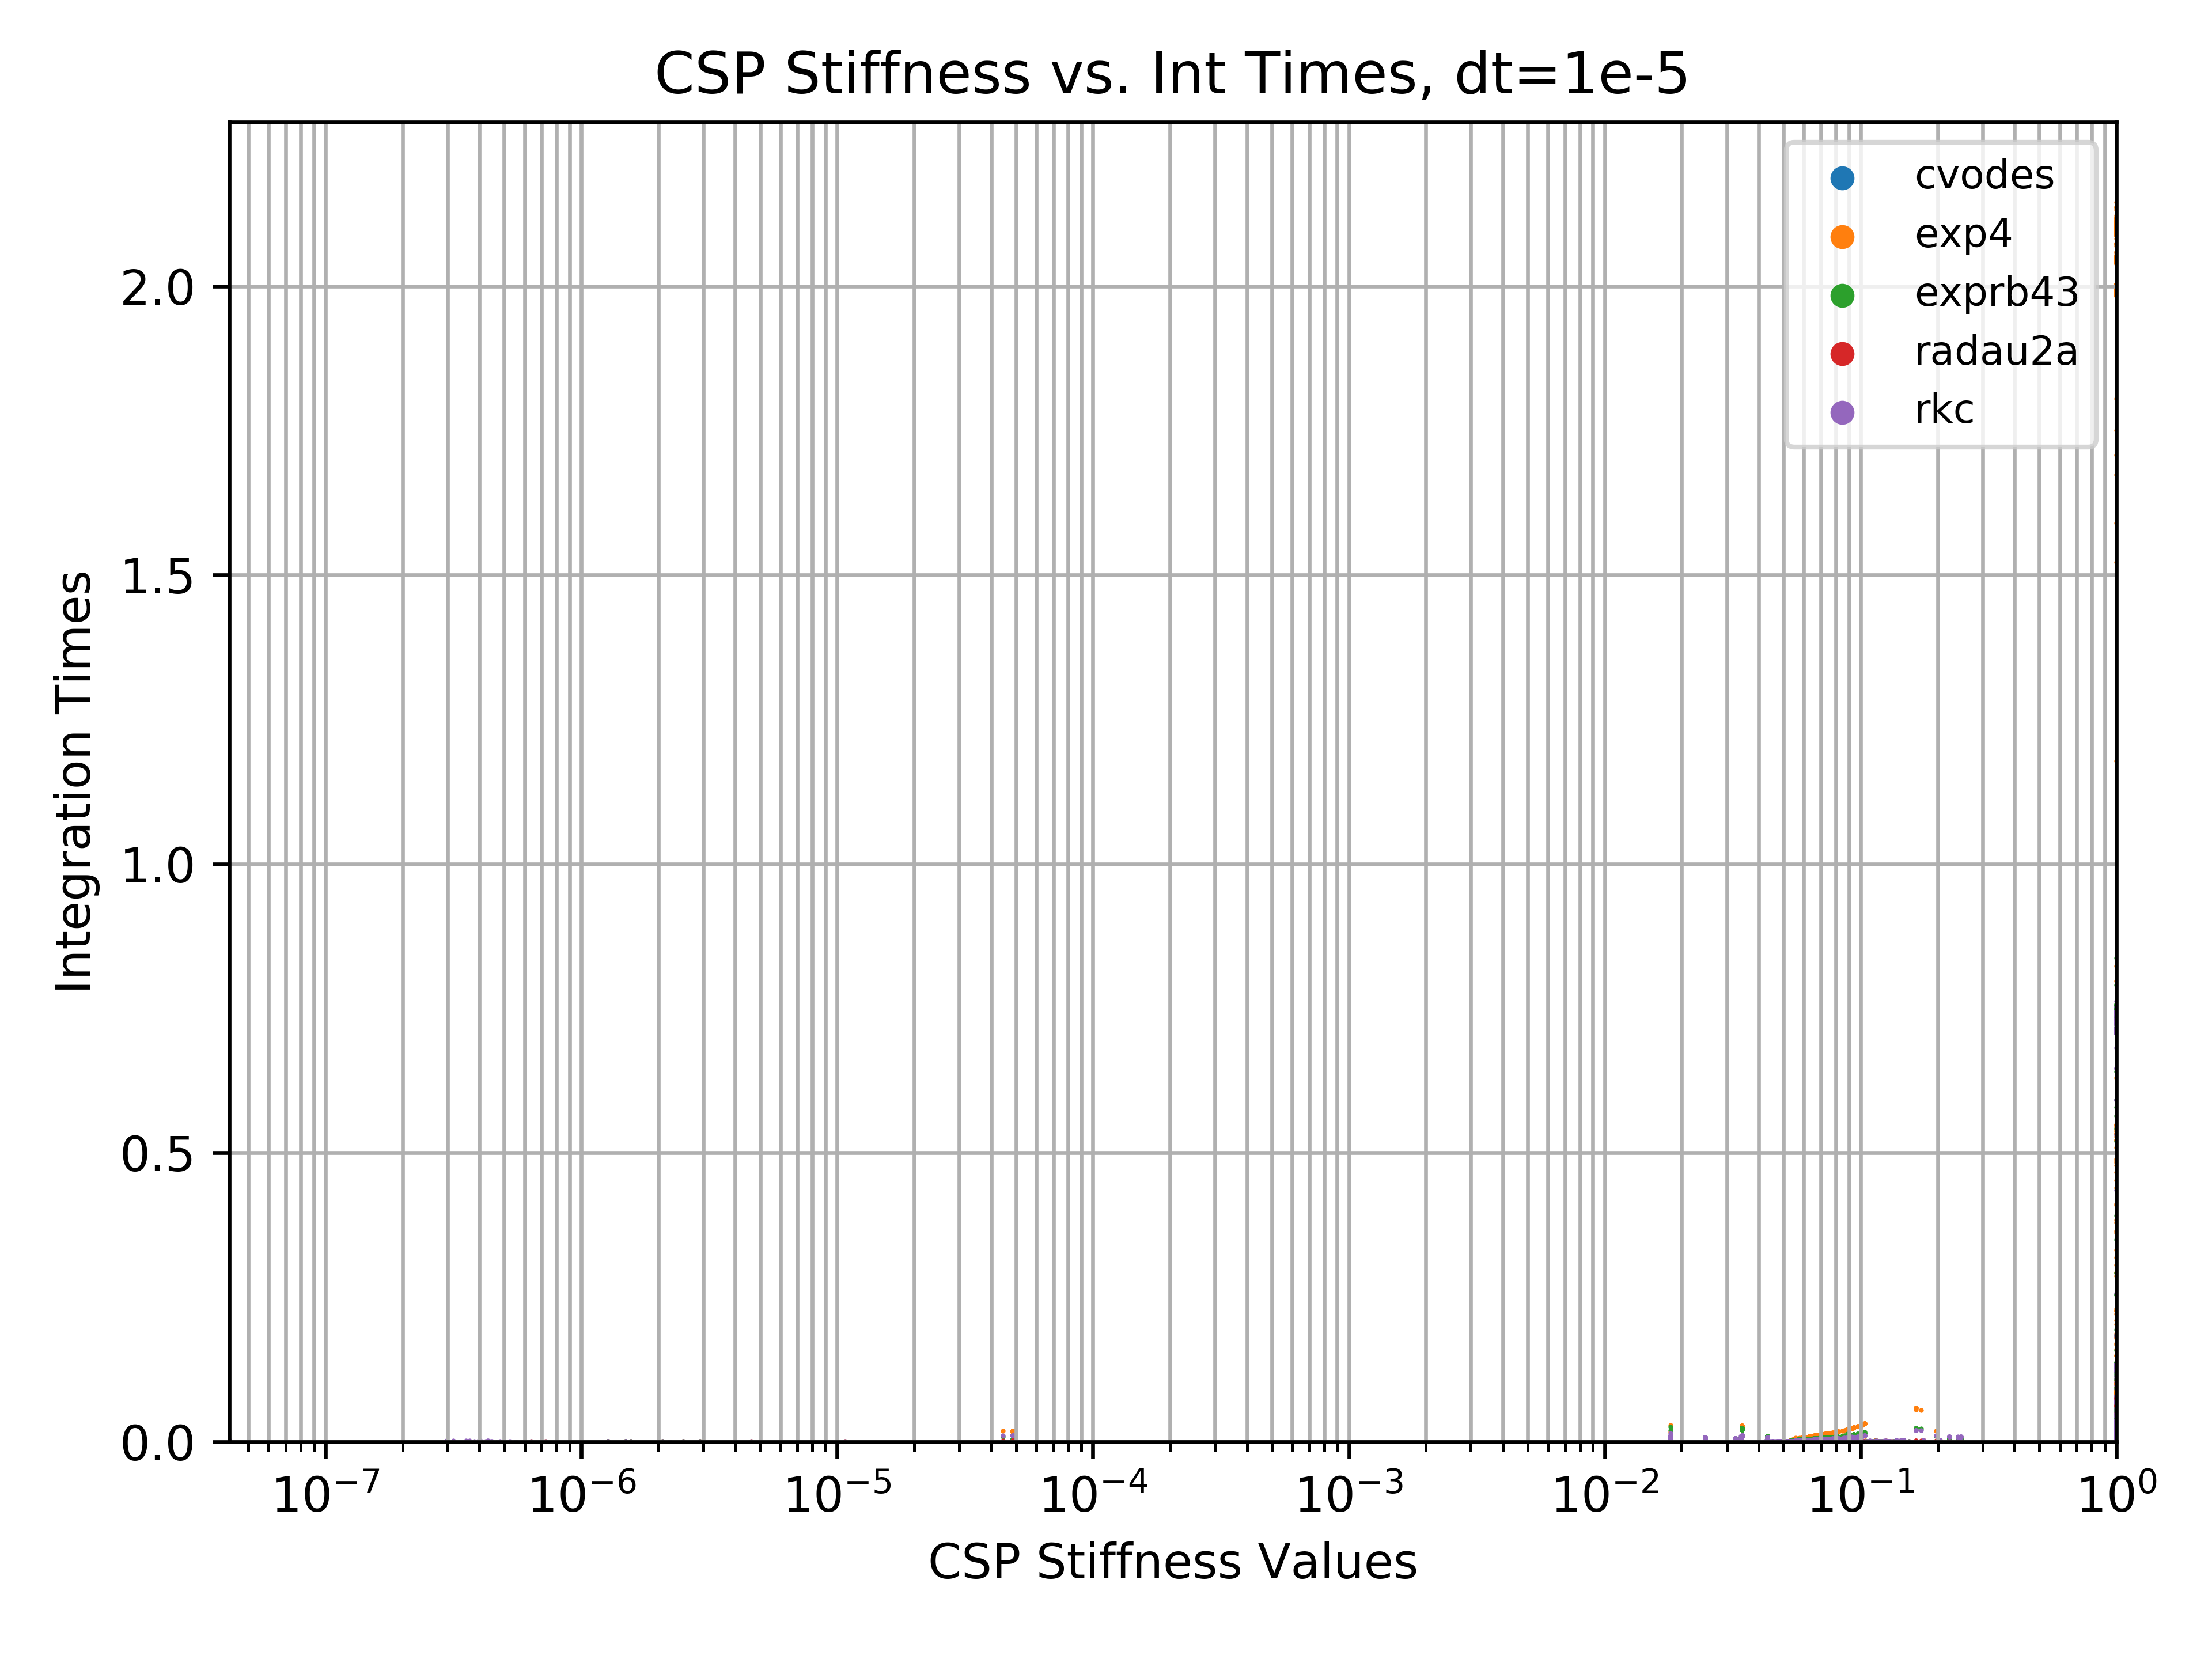 CSP Stiffness vs. Int Times, dt=1e-5
cvodes
exp4
exprb43
radau2a
rkc
Integration Times
2.0
1.5
1.0
0.5
0.0
10⁻⁷ 10⁻⁶ 10⁻⁵ 10⁻⁴ 10⁻³ 10⁻² 10⁻¹ 10⁰
CSP Stiffness Values